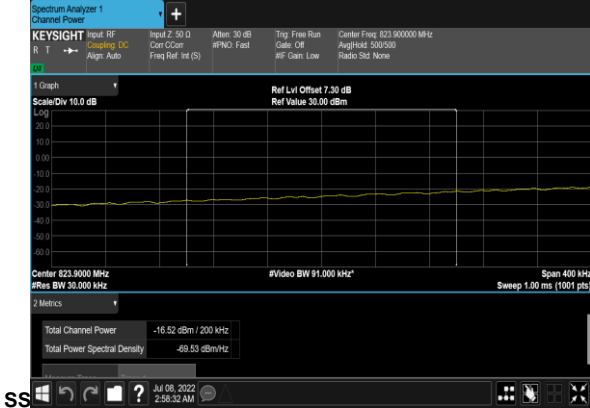 Spectrum Analyzer 1
Channel Power
+
KEYSIGHT Input: RF Input Z: 50 Ω Atten: 30 dB Trig: Free Run Center Freq: 823.900000 MHz
R T Coupling: DC Corr CCorr #PNO: Fast Gate: Off Avg|Hold: 500/500
Align: Auto Freq Ref: Int (S) #IF Gain: Low Radio Std: None
1 Graph
Ref Lvl Offset 7.30 dB
Scale/Div 10.0 dB Ref Value 30.00 dBm
Log
20.0
10.0
0.00
-10.0
-20.0
-30.0
-40.0
-50.0
-60.0
Center 823.9000 MHz #Video BW 91.000 kHz* Span 400 kHz
#Res BW 30.000 kHz Sweep 1.00 ms (1001 pts)
2 Metrics
Total Channel Power -16.52 dBm / 200 kHz
Total Power Spectral Density -69.53 dBm/Hz
SS
?
Jul 08, 2022
2:58:32 AM